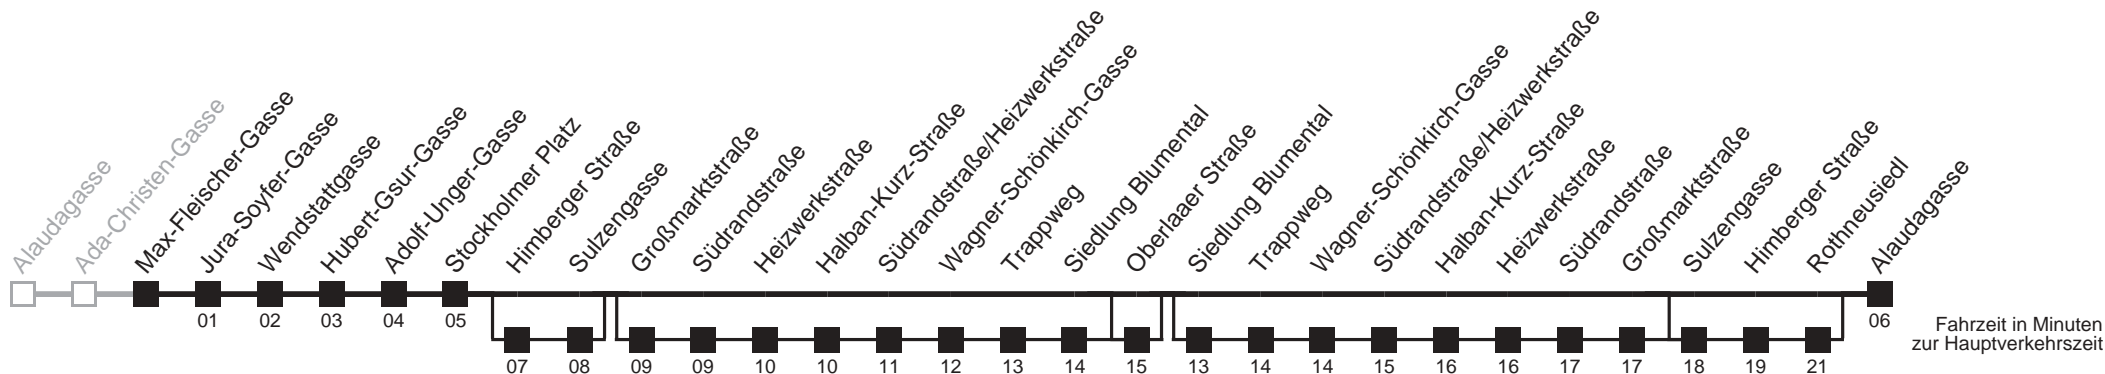 Alaudagasse
Ada-Christen-Gasse
Max-Fleischer-Gasse
Jura-Soyfer-Gasse
Wendstattgasse
Hubert-Gsur-Gasse
Adolf-Unger-Gasse
Stockholmer Platz
Himberger Straße
Sulzengasse
Großmarktstraße
Südrandstraße
Heizwerkstraße
Halban-Kurz-Straße
Südrandstraße/Heizwerkstraße
Wagner-Schönkirch-Gasse
Trappweg
Siedlung Blumental
Oberlaaer Straße
Siedlung Blumental
Trappweg
Wagner-Schönkirch-Gasse
Südrandstraße/Heizwerkstraße
Halban-Kurz-Straße
Heizwerkstraße
Südrandstraße
Großmarktstraße
Sulzengasse
Himberger Straße
Rothneusiedl
Alaudagasse
01 02 03 04 05 06
07 08 09 09 10 10 11 12 13 14 15 13 14 14 15 16 16 17 17 18 19 21
Fahrzeit in Minuten
zur Hauptverkehrszeit